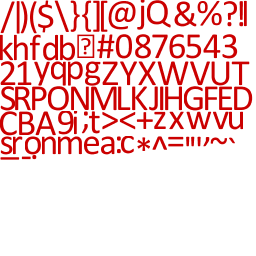 /|)($\}{][@jQ&%?!l
khfdb#0876543
21yqpgZYXWVUT
SRPONMLKJIHGFED
CBA9i;t><+zxwvu
sronmea:c*^="'~`
_-.